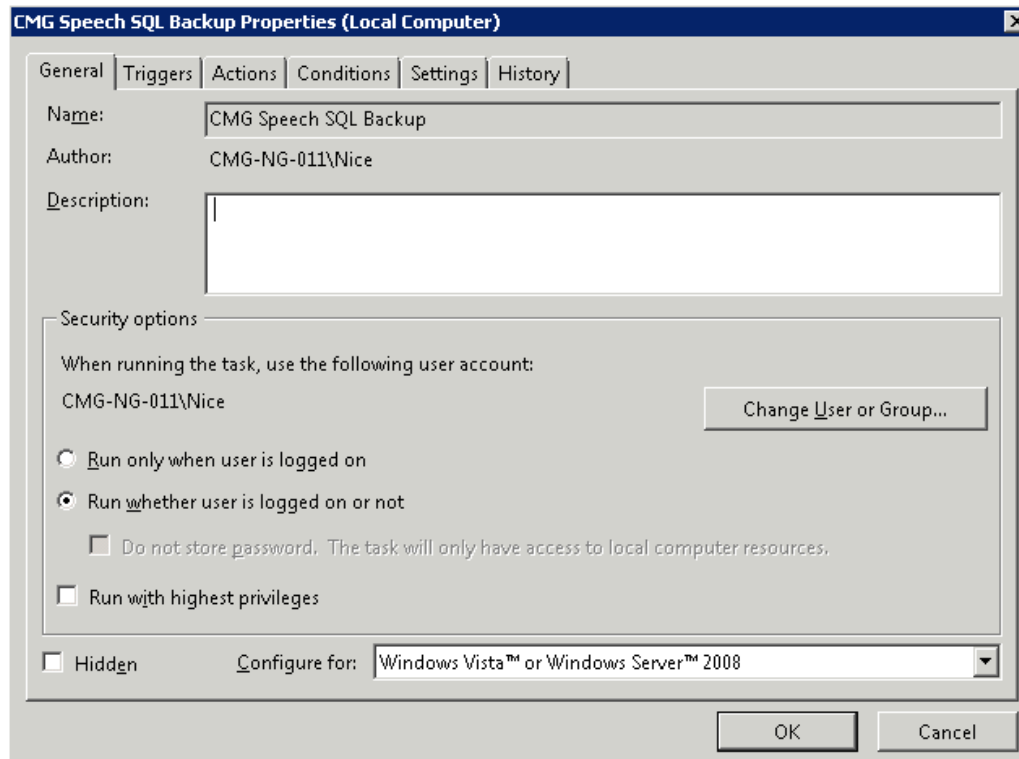 CMG Speech SQL Backup Properties (Local Computer)
General Triggers Actions Conditions Settings History
Name: CMG Speech SQL Backup
Author: CMG-NG-011\Nice
Description:
Security options
When running the task, use the following user account:
CMG-NG-011\Nice
Change User or Group...
Run only when user is logged on
Run whether user is logged on or not
Do not store password. The task will only have access to local computer resources.
Run with highest privileges
Hidden Configure for: Windows Vista™ or Windows Server™ 2008
OK Cancel